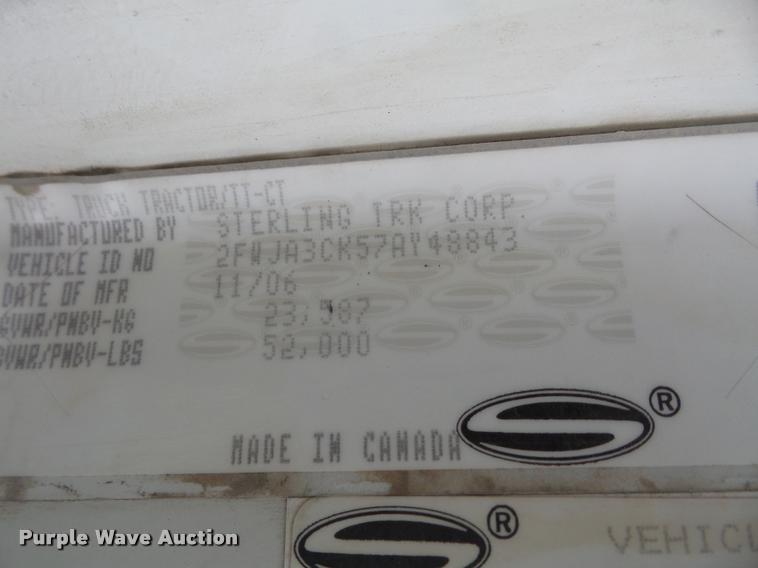 TYPE: TRUCK TRACTOR/TT-CT
MANUFACTURED BY STERLING TRK CORP.
VEHICLE ID NO 2FWJA3CK57AY48843
DATE OF MFR 11/06
GVWR/PNBV-KG 23,587
GVWR/PNBV-LBS 52,000
MADE IN CANADA ®
® VEHICL
Purple Wave Auction